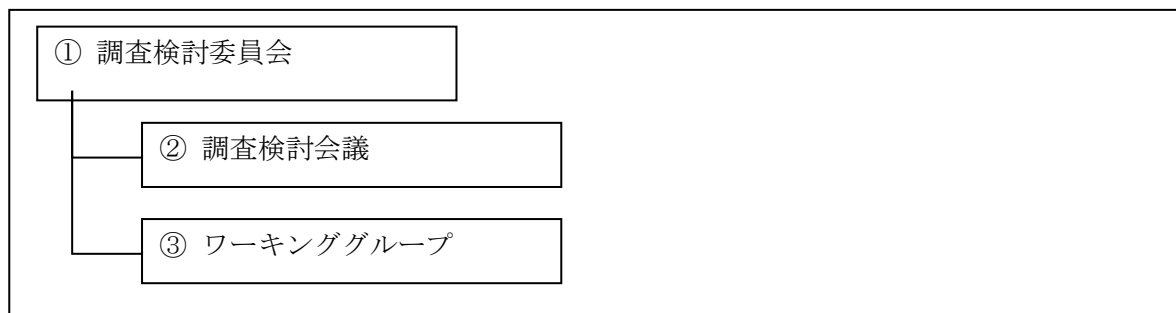 ① 調査検討委員会
② 調査検討会議
③ ワーキンググループ